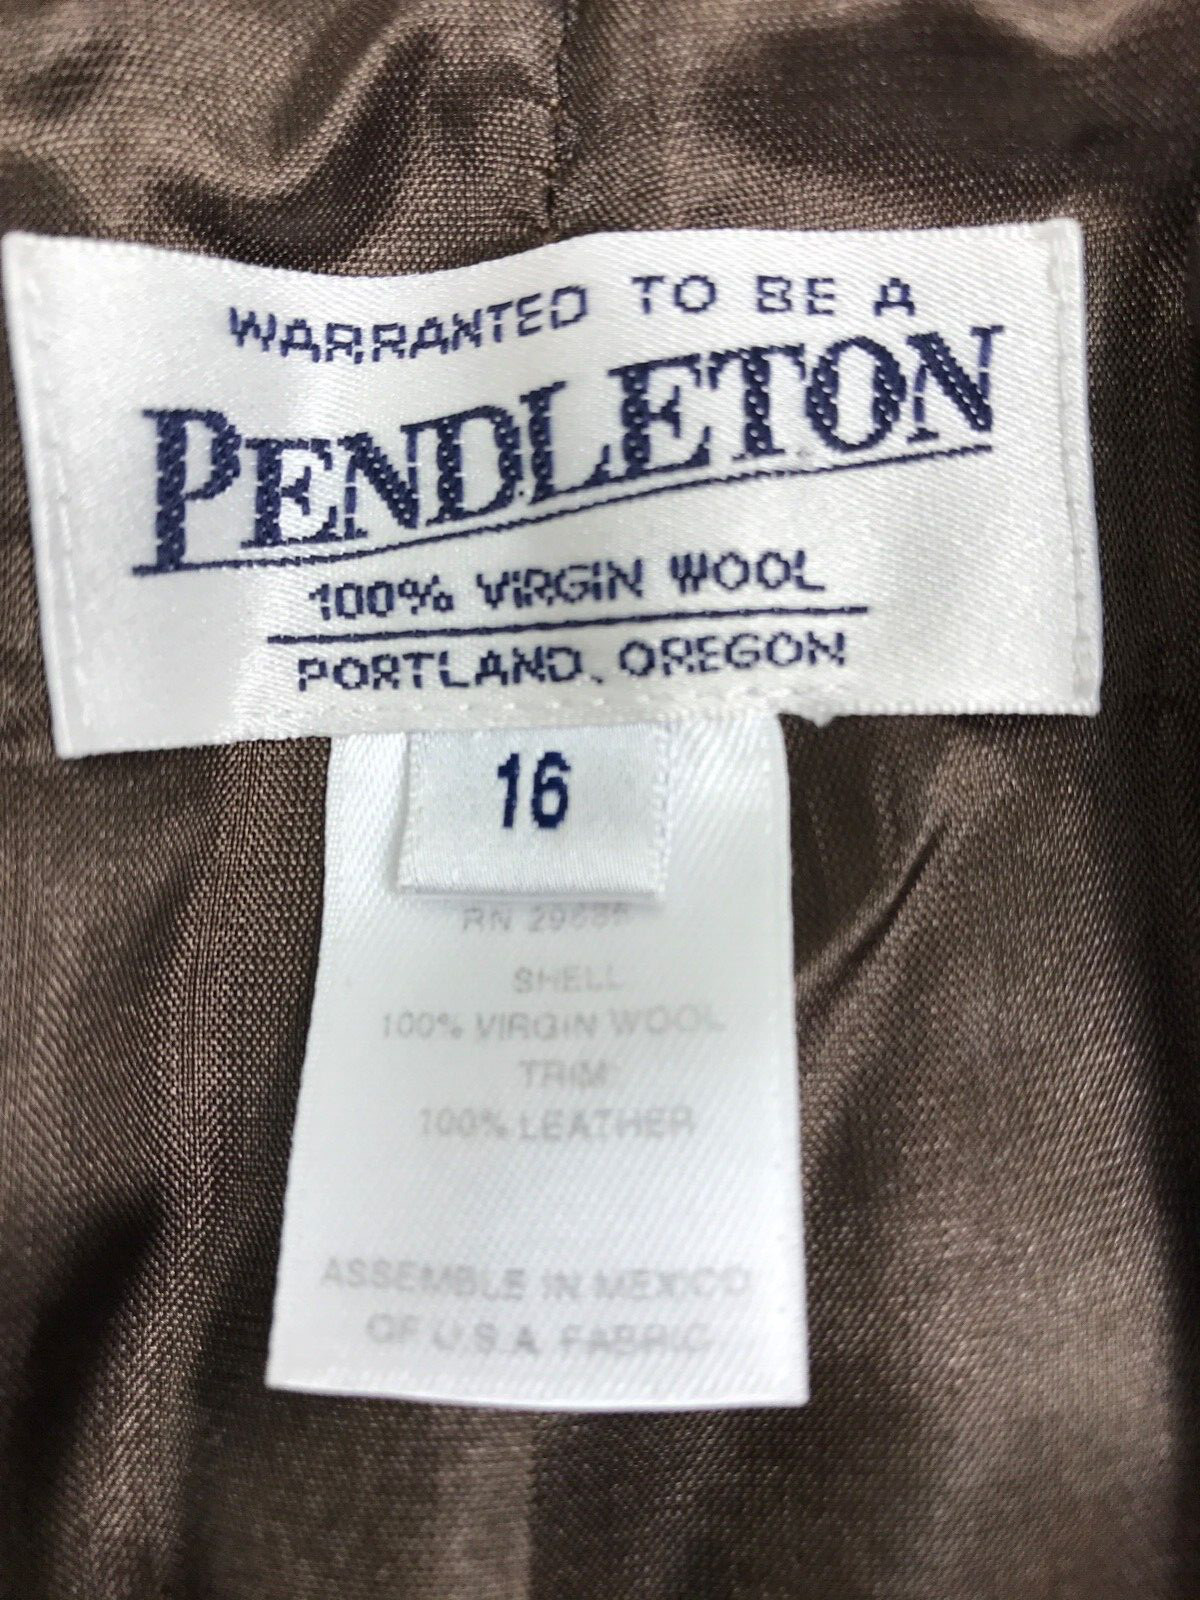 WARRANTED TO BE A
PENDLETON
100% VIRGIN WOOL
PORTLAND, OREGON
16
RN 29685
SHELL:
100% VIRGIN WOOL
TRIM:
100% LEATHER
ASSEMBLE IN MEXICO
OF U.S.A. FABRIC